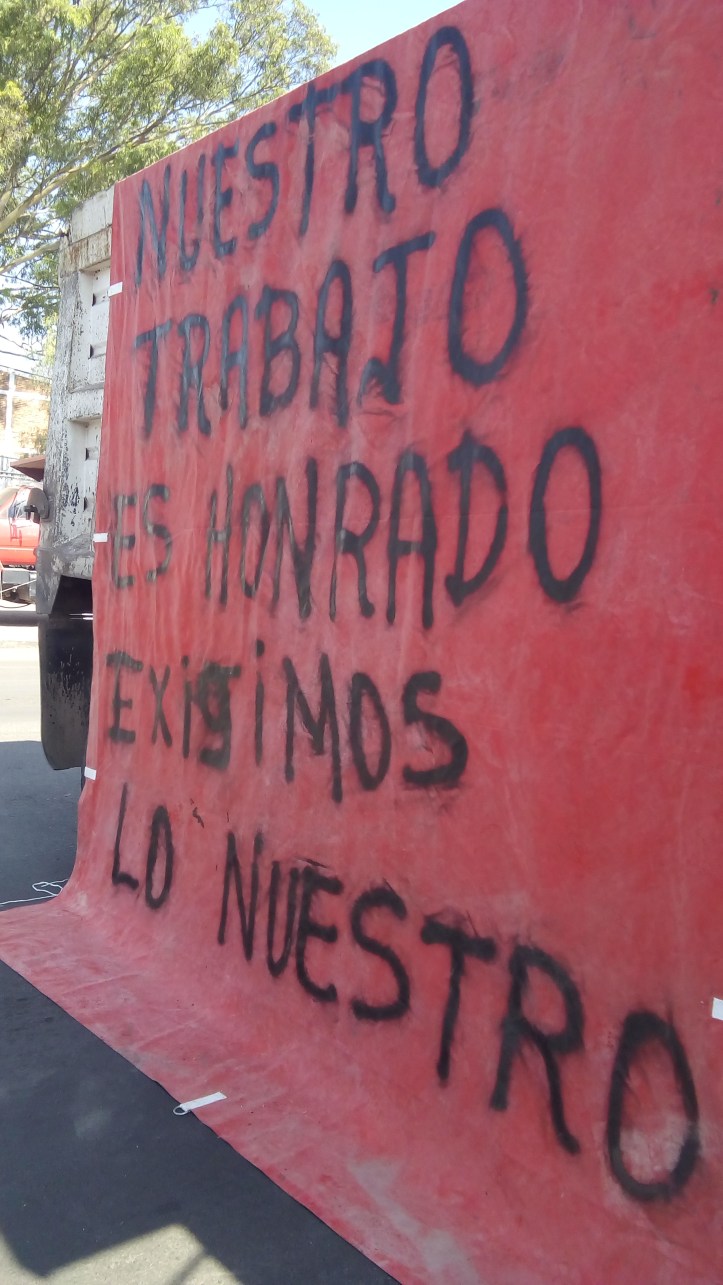 NUESTRO
TRABAJO
ES HONRADO
EXigiMOS
LO NUESTRO